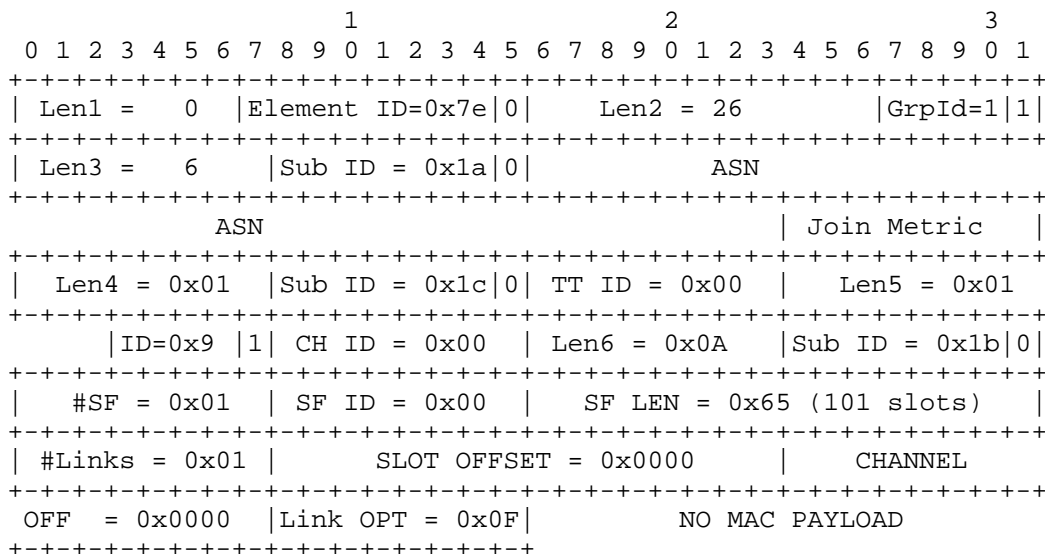 1                   2                   3
 0 1 2 3 4 5 6 7 8 9 0 1 2 3 4 5 6 7 8 9 0 1 2 3 4 5 6 7 8 9 0 1
+-+-+-+-+-+-+-+-+-+-+-+-+-+-+-+-+-+-+-+-+-+-+-+-+-+-+-+-+-+-+-+-+
| Len1 =   0  |Element ID=0x7e|0|    Len2 = 26        |GrpId=1|1|
+-+-+-+-+-+-+-+-+-+-+-+-+-+-+-+-+-+-+-+-+-+-+-+-+-+-+-+-+-+-+-+-+
| Len3 =   6    |Sub ID = 0x1a|0|           ASN
+-+-+-+-+-+-+-+-+-+-+-+-+-+-+-+-+-+-+-+-+-+-+-+-+-+-+-+-+-+-+-+-+
             ASN                                | Join Metric   |
+-+-+-+-+-+-+-+-+-+-+-+-+-+-+-+-+-+-+-+-+-+-+-+-+-+-+-+-+-+-+-+-+
|  Len4 = 0x01  |Sub ID = 0x1c|0| TT ID = 0x00  |   Len5 = 0x01
+-+-+-+-+-+-+-+-+-+-+-+-+-+-+-+-+-+-+-+-+-+-+-+-+-+-+-+-+-+-+-+-+
      |ID=0x9 |1| CH ID = 0x00  | Len6 = 0x0A   |Sub ID = 0x1b|0|
+-+-+-+-+-+-+-+-+-+-+-+-+-+-+-+-+-+-+-+-+-+-+-+-+-+-+-+-+-+-+-+-+
|   #SF = 0x01  | SF ID = 0x00  |   SF LEN = 0x65 (101 slots)   |
+-+-+-+-+-+-+-+-+-+-+-+-+-+-+-+-+-+-+-+-+-+-+-+-+-+-+-+-+-+-+-+-+
| #Links = 0x01 |      SLOT OFFSET = 0x0000     |    CHANNEL
+-+-+-+-+-+-+-+-+-+-+-+-+-+-+-+-+-+-+-+-+-+-+-+-+-+-+-+-+-+-+-+-+
 OFF  = 0x0000  |Link OPT = 0x0F|         NO MAC PAYLOAD
+-+-+-+-+-+-+-+-+-+-+-+-+-+-+-+-+